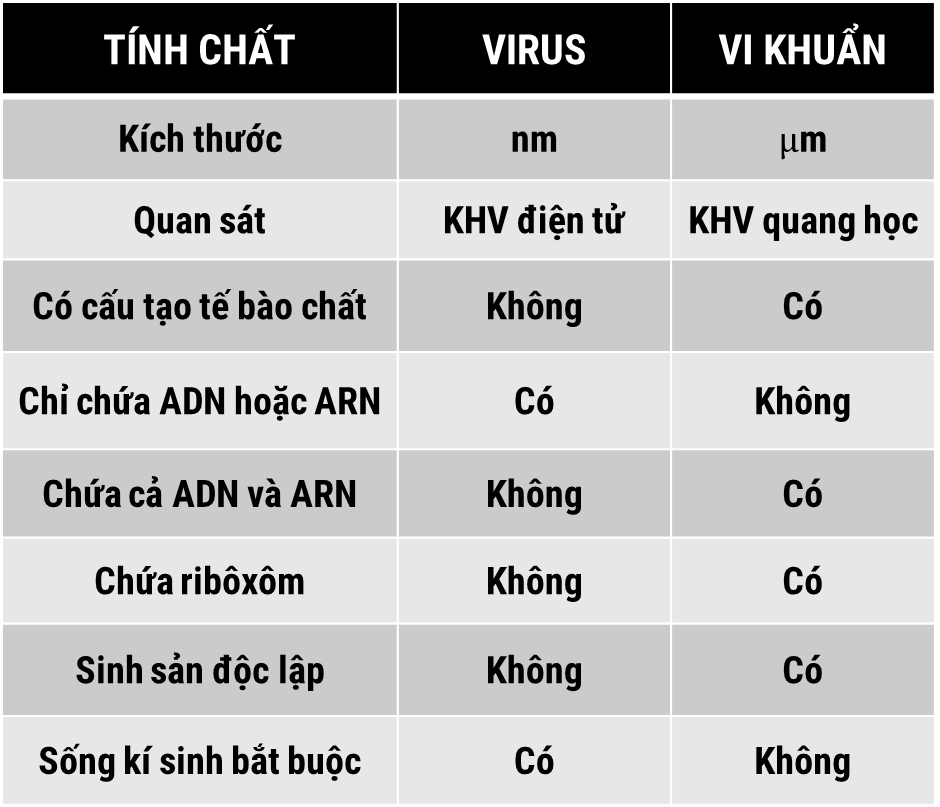 TÍNH CHẤT VIRUS VI KHUẨN
Kích thước nm μm
Quan sát KHV điện tử KHV quang học
Có cấu tạo tế bào chất Không Có
Chỉ chứa ADN hoặc ARN Có Không
Chứa cả ADN và ARN Không Có
Chứa ribôxôm Không Có
Sinh sản độc lập Không Có
Sống kí sinh bắt buộc Có Không